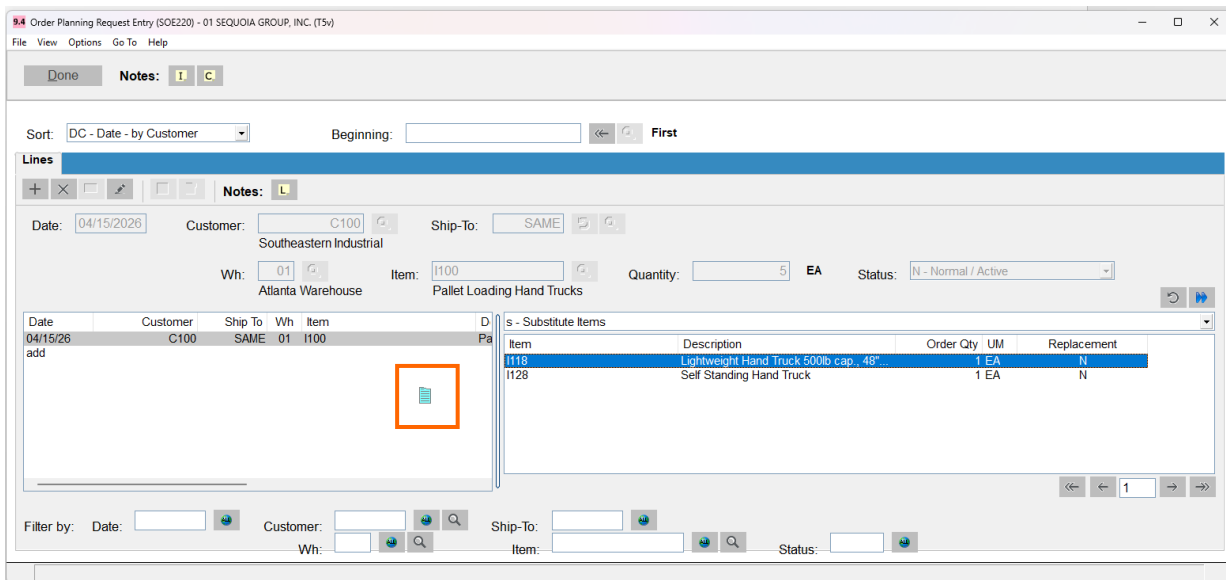 9.4 Order Planning Request Entry (SOE220) - 01 SEQUOIA GROUP, INC. (T5v)
File View Options Go To Help
Done Notes: I C
Sort: DC - Date - by Customer Beginning: First
Lines
Notes: L
Date: 04/15/2026 Customer: C100 Ship-To: SAME
Southeastern Industrial
Wh: 01 Item: I100 Quantity: 5 EA Status: N - Normal / Active
Atlanta Warehouse Pallet Loading Hand Trucks
Date Customer Ship To Wh Item D
04/15/26 C100 SAME 01 I100 Pa
add
s - Substitute Items
Item Description Order Qty UM Replacement
I118 Lightweight Hand Truck 500lb cap., 48"... 1 EA N
I128 Self Standing Hand Truck 1 EA N
1
Filter by: Date: Customer: Ship-To:
Wh: Item: Status: